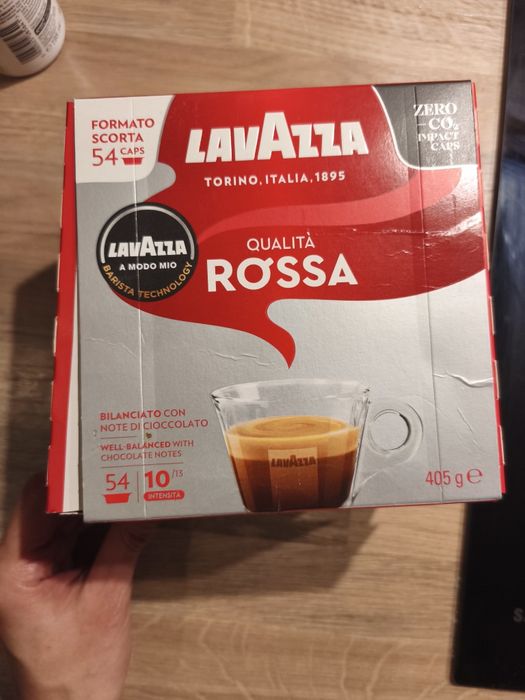 FORMATO
SCORTA
54 CAPS
LAVAZZA
TORINO, ITALIA, 1895
ZERO
CO₂
IMPACT
CAPS
LAVAZZA
A MODO MIO
BARISTA TECHNOLOGY
QUALITÀ
ROSSA
BILANCIATO CON
NOTE DI CIOCCOLATO
WELL-BALANCED WITH
CHOCOLATE NOTES
54
10/13
INTENSITÀ
LAVAZZA
405 g ℮